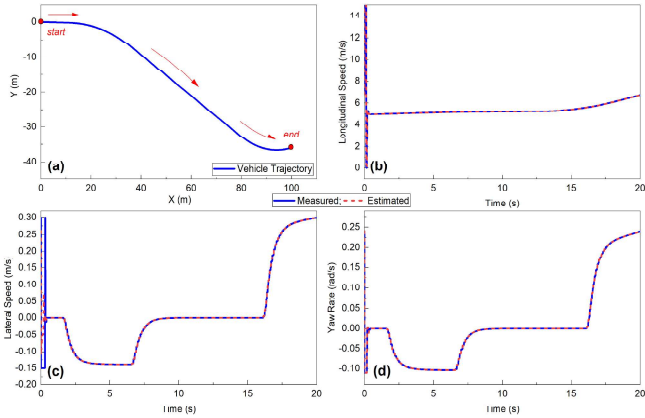 0
-10
-20
-30
-40
Y (m)
start
end
(a)
Vehicle Trajectory
0 20 40 60 80 100
X (m)
14
12
10
8
6
4
2
0
Longitudinal Speed (m/s)
(b)
0 5 10 15 20
Time (s)
Measured; Estimated
0.30
0.25
0.20
0.15
0.10
0.05
0.00
-0.05
-0.10
-0.15
-0.20
Lateral Speed (m/s)
(c)
0 5 10 15 20
Time (s)
0.25
0.20
0.15
0.10
0.05
0.00
-0.05
-0.10
Yaw Rate (rad/s)
(d)
0 5 10 15 20
Time (s)